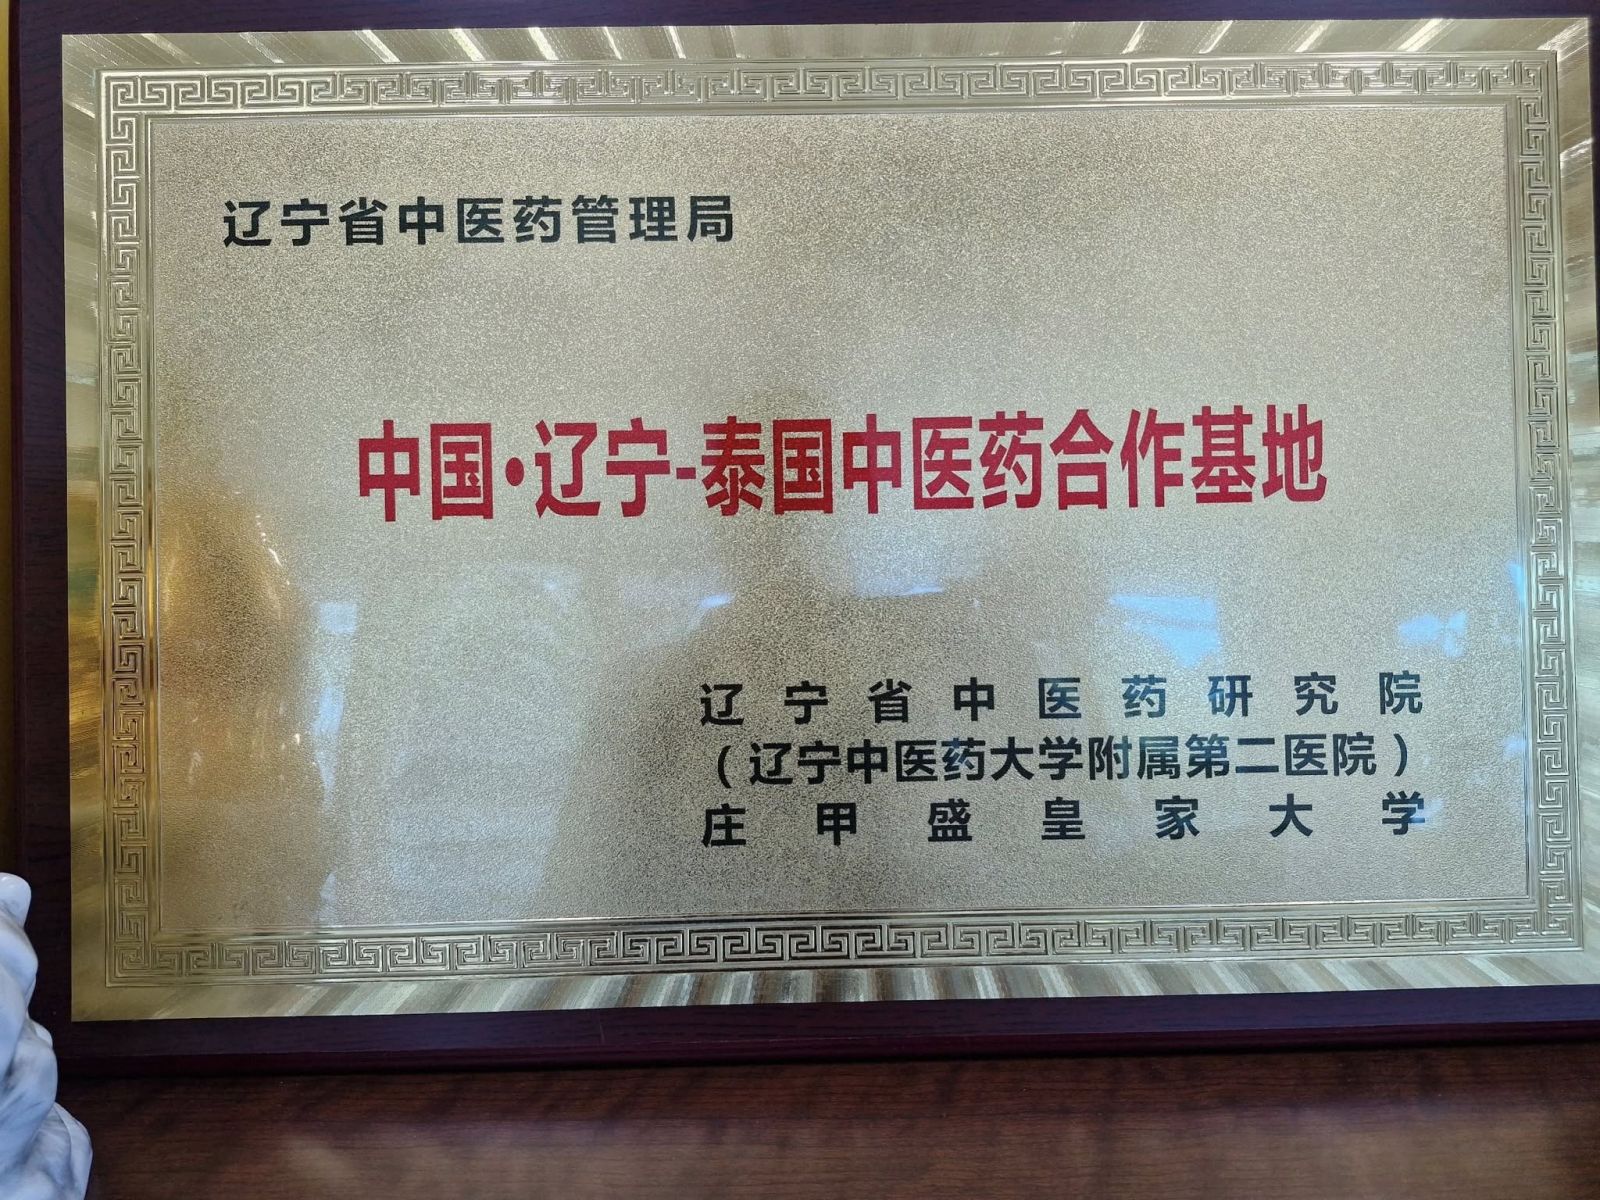 辽宁省中医药管理局
中国·辽宁-泰国中医药合作基地
辽宁省中医药研究院
（辽宁中医药大学附属第二医院）
庄甲盛皇家大学